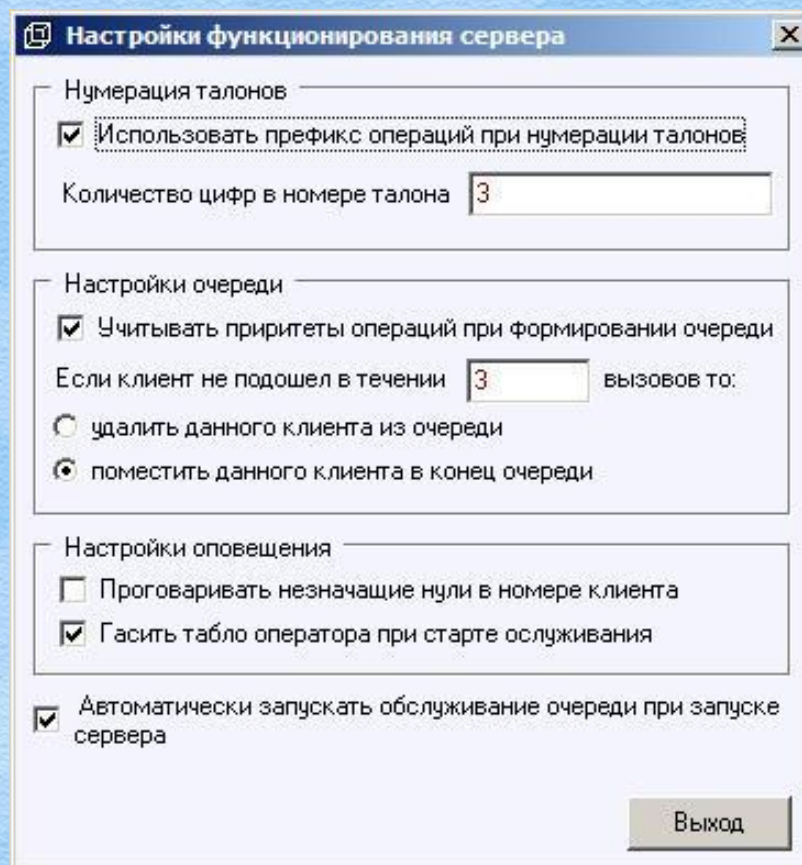 Настройки функционирования сервера
Нумерация талонов
Использовать префикс операций при нумерации талонов
Количество цифр в номере талона 3
Настройки очереди
Учитывать приритеты операций при формировании очереди
Если клиент не подошел в течении 3 вызовов то:
удалить данного клиента из очереди
поместить данного клиента в конец очереди
Настройки оповещения
Проговаривать незначащие нули в номере клиента
Гасить табло оператора при старте ослуживания
Автоматически запускать обслуживание очереди при запуске
сервера
Выход